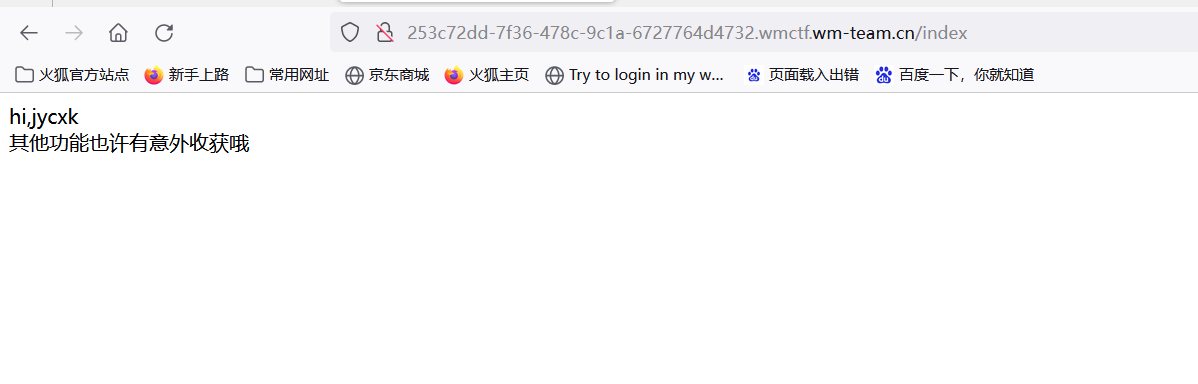 253c72dd-7f36-478c-9c1a-6727764d4732.wmctf.wm-team.cn/index
火狐官方站点 新手上路 常用网址 京东商城 火狐主页 Try to login in my w... 页面载入出错 百度一下，你就知道
hi,jycxk
其他功能也许有意外收获哦